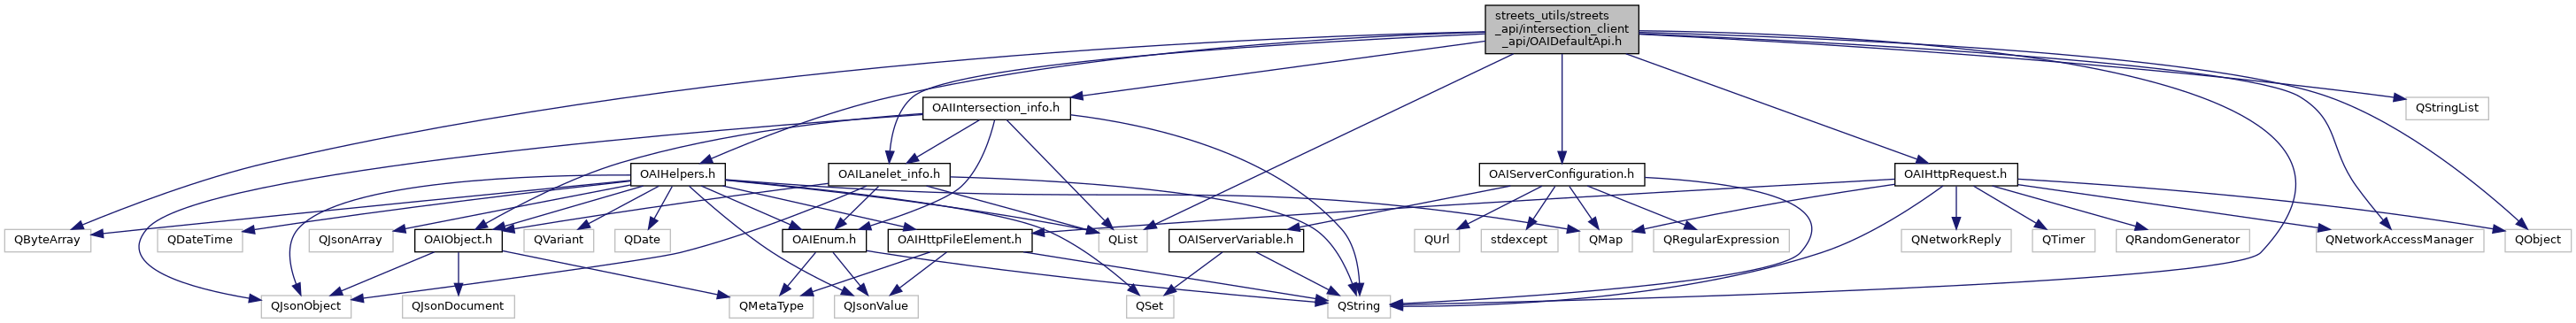 streets_utils/streets
_api/intersection_client
_api/OAIDefaultApi.h
OAIIntersection_info.h
QStringList
OAIHelpers.h
OAILanelet_info.h
OAIServerConfiguration.h
OAIHttpRequest.h
QByteArray
QDateTime
QJsonArray
OAIObject.h
QVariant
QDate
OAIEnum.h
OAIHttpFileElement.h
QList
OAIServerVariable.h
QUrl
stdexcept
QMap
QRegularExpression
QNetworkReply
QTimer
QRandomGenerator
QNetworkAccessManager
QObject
QJsonObject
QJsonDocument
QMetaType
QJsonValue
QSet
QString